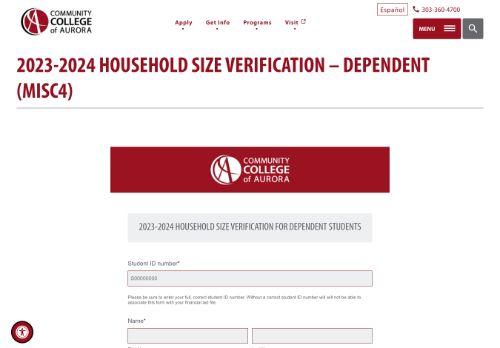 Español 303-360-4700
COMMUNITY
COLLEGE
of AURORA
Apply Get Info Programs Visit
MENU
2023-2024 HOUSEHOLD SIZE VERIFICATION – DEPENDENT
(MISC4)
COMMUNITY
COLLEGE
of AURORA
2023-2024 HOUSEHOLD SIZE VERIFICATION FOR DEPENDENT STUDENTS
Student ID number*
S00000000
Please be sure to enter your full, correct student ID number. Without a correct student ID number will will not be able to
associate this form with your financial aid file.
Name*